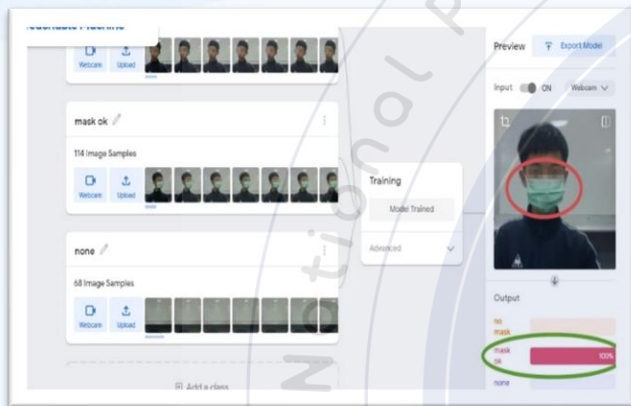 Webcam
Upload
mask ok
114 Image Samples
Webcam
Upload
none
68 Image Samples
Webcam
Upload
Add a class
Training
Model Trained
Advanced
Preview
Export Model
Input
ON
Webcam
Output
no
mask
mask
ok
100%
none